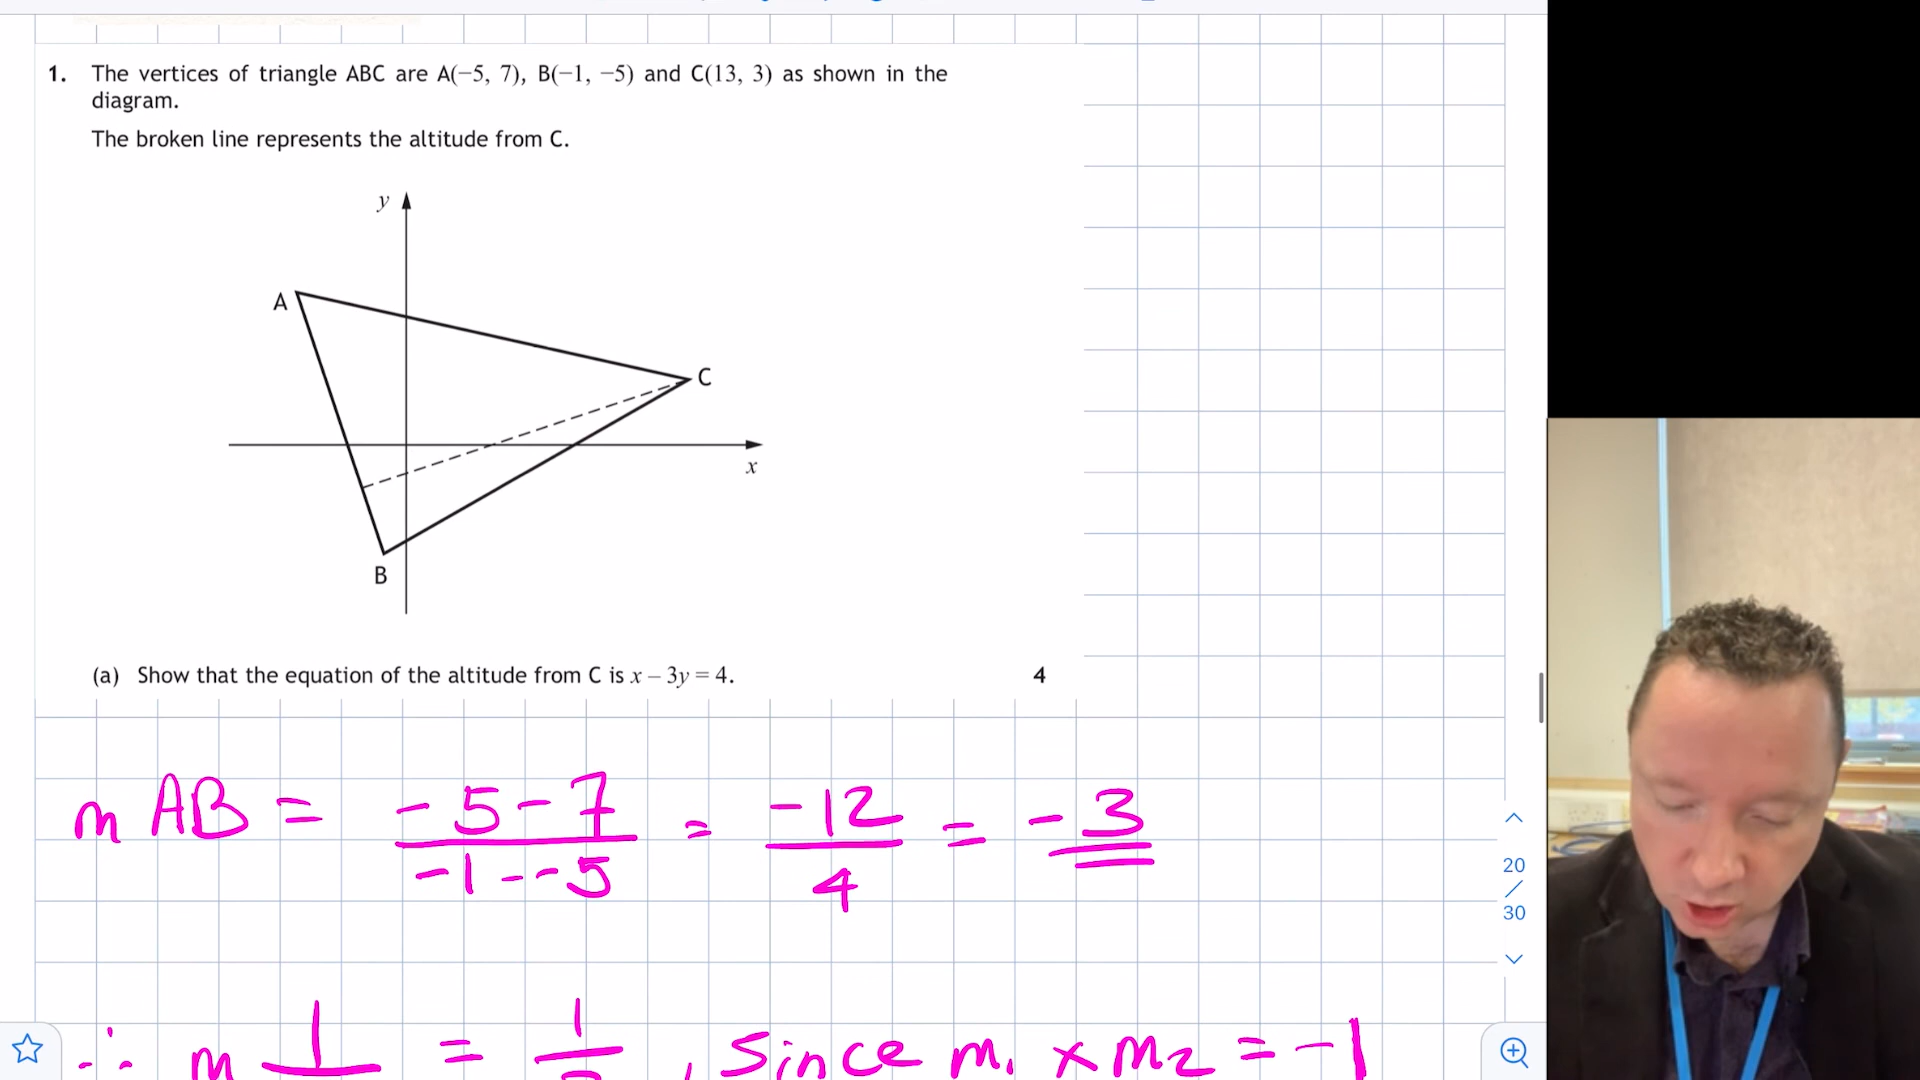 1. The vertices of triangle ABC are A(−5, 7), B(−1, −5) and C(13, 3) as shown in the
diagram.
The broken line represents the altitude from C.
y
A
C
x
B
(a) Show that the equation of the altitude from C is x − 3y = 4. 4
m AB = -5-7 / -1--5 = -12 / 4 = -3
20
/
30
∴ m ⊥ = 1 , since m₁ × m2 = -1